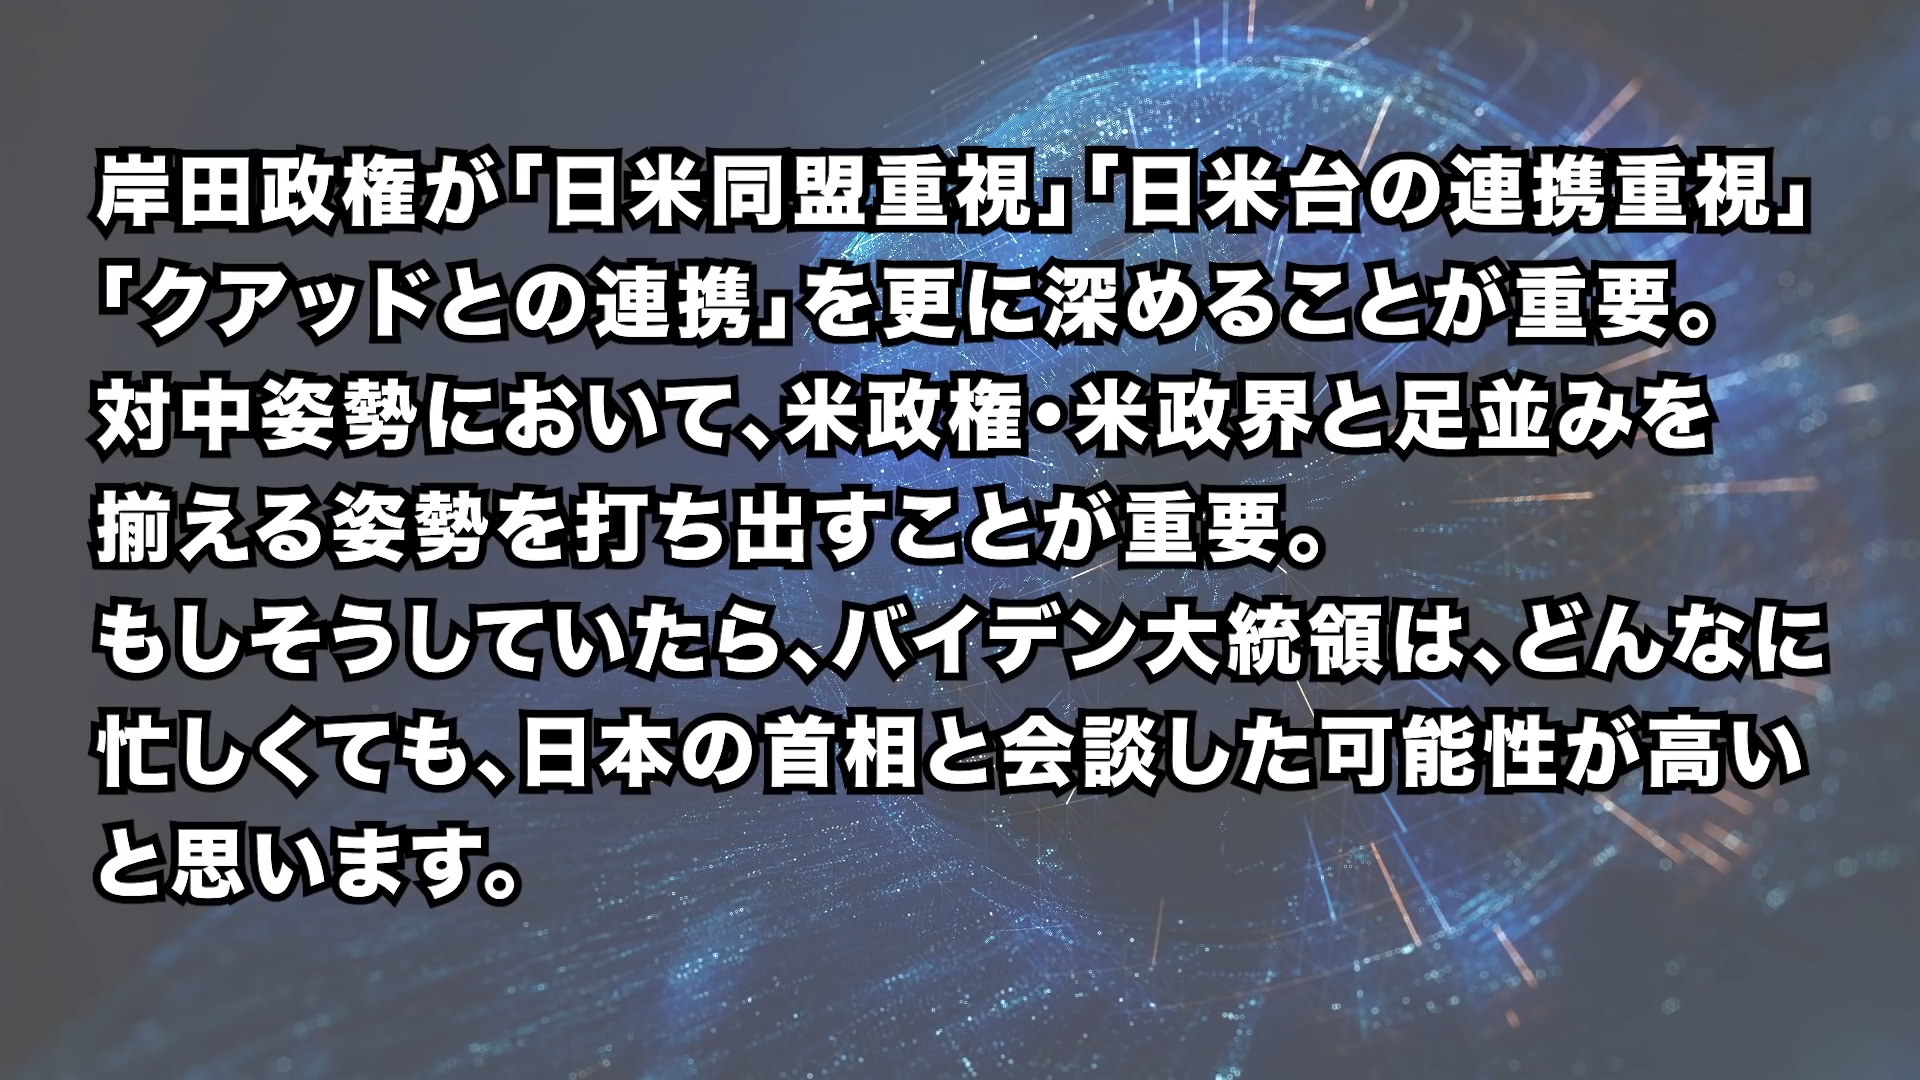 岸田政権が「日米同盟重視」「日米台の連携重視」
「クアッドとの連携」を更に深めることが重要。
対中姿勢において、米政権・米政界と足並みを
揃える姿勢を打ち出すことが重要。
もしそうしていたら、バイデン大統領は、どんなに
忙しくても、日本の首相と会談した可能性が高い
と思います。